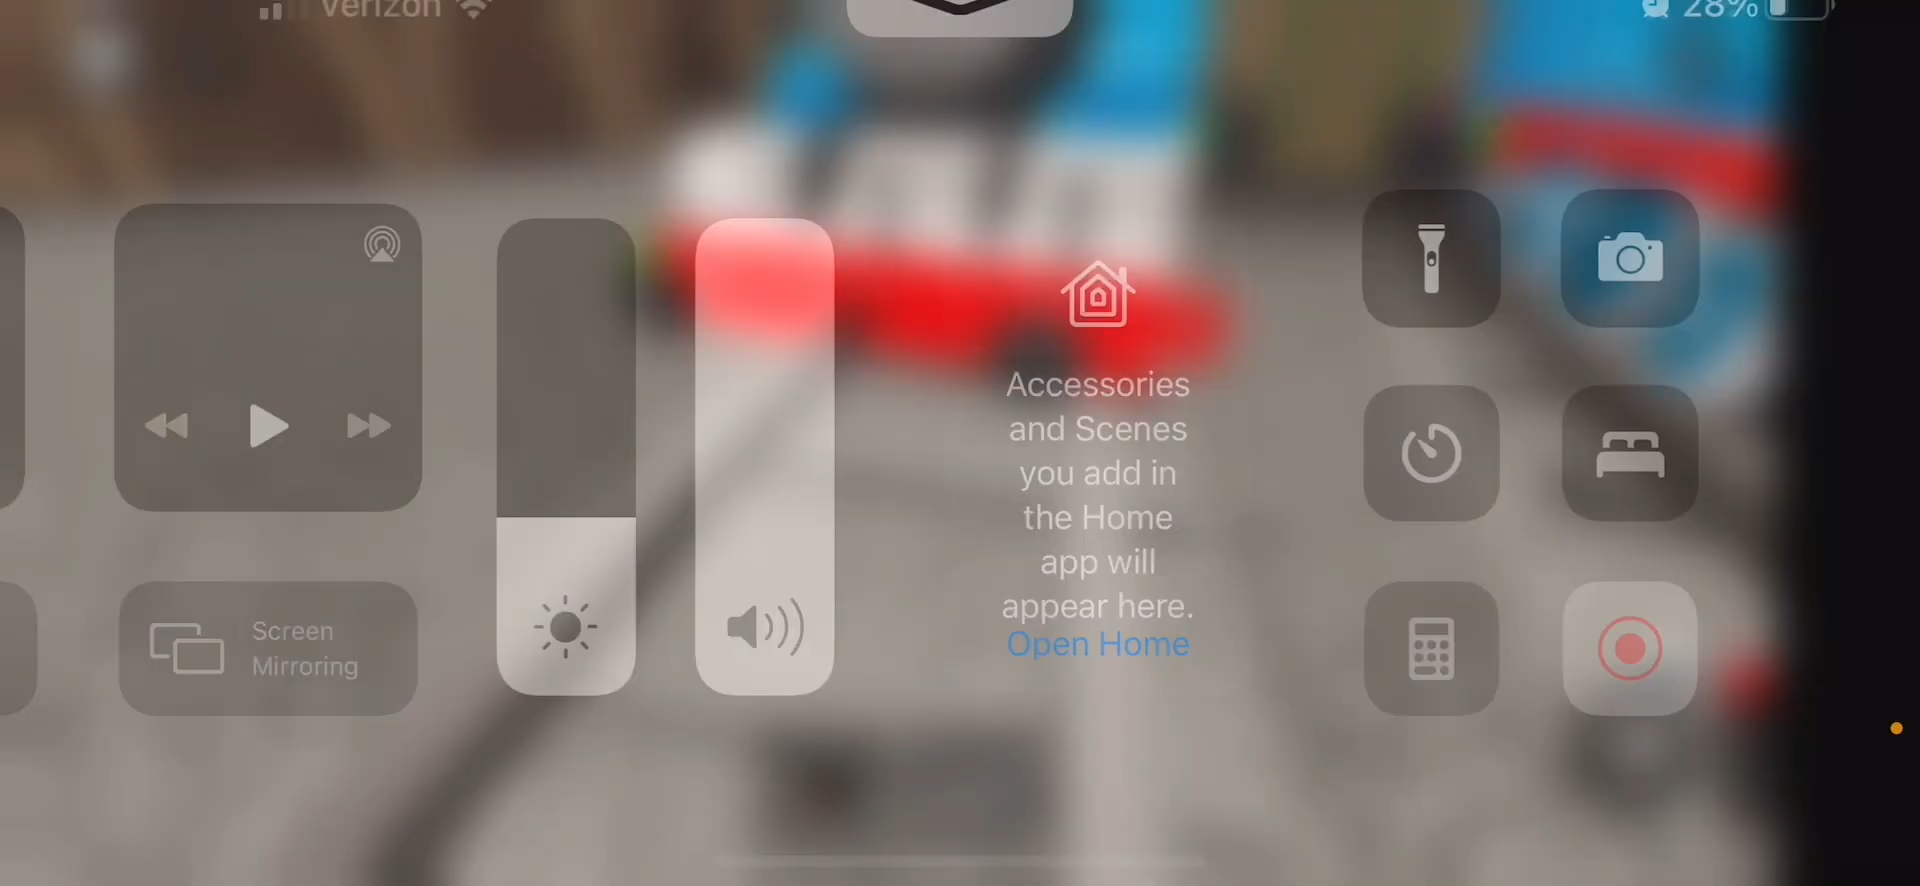 Verizon
28%
Accessories
and Scenes
you add in
the Home
app will
appear here.
Open Home
Screen
Mirroring